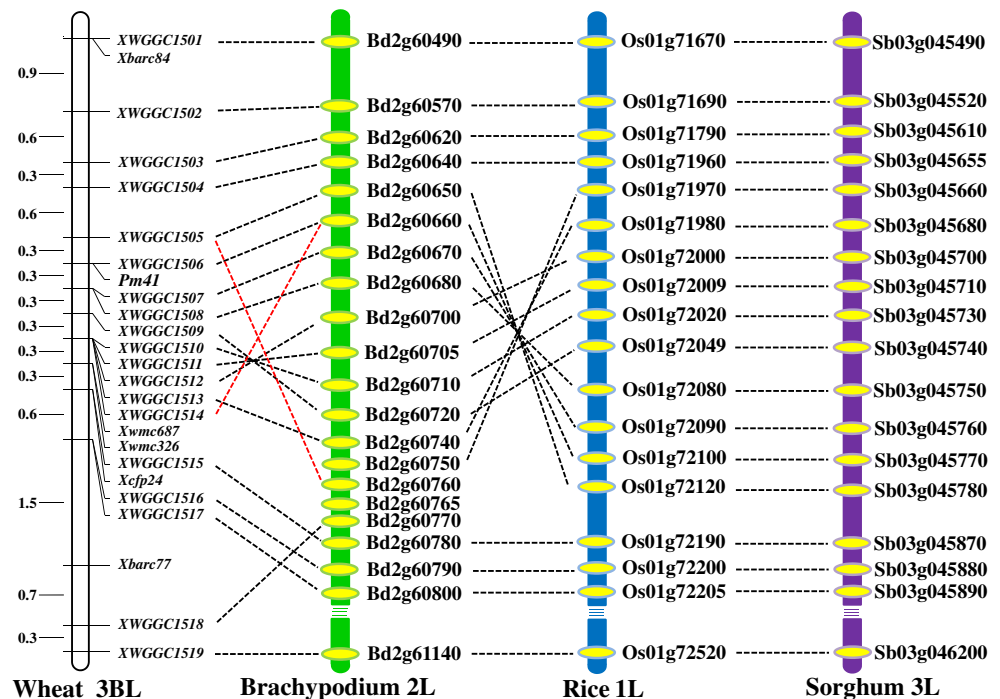 0.9
0.6
0.3
0.6
0.3
0.3
0.3
0.3
0.3
0.3
0.6
1.5
0.7
0.3
XWGGC1501
Xbarc84
XWGGC1502
XWGGC1503
XWGGC1504
XWGGC1505
XWGGC1506
Pm41
XWGGC1507
XWGGC1508
XWGGC1509
XWGGC1510
XWGGC1511
XWGGC1512
XWGGC1513
XWGGC1514
Xwmc687
Xwmc326
XWGGC1515
Xcfp24
XWGGC1516
XWGGC1517
Xbarc77
XWGGC1518
XWGGC1519
Wheat 3BL
Bd2g60490
Bd2g60570
Bd2g60620
Bd2g60640
Bd2g60650
Bd2g60660
Bd2g60670
Bd2g60680
Bd2g60700
Bd2g60705
Bd2g60710
Bd2g60720
Bd2g60740
Bd2g60750
Bd2g60760
Bd2g60765
Bd2g60770
Bd2g60780
Bd2g60790
Bd2g60800
Bd2g61140
Brachypodium 2L
Os01g71670
Os01g71690
Os01g71790
Os01g71960
Os01g71970
Os01g71980
Os01g72000
Os01g72009
Os01g72020
Os01g72049
Os01g72080
Os01g72090
Os01g72100
Os01g72120
Os01g72190
Os01g72200
Os01g72205
Os01g72520
Rice 1L
Sb03g045490
Sb03g045520
Sb03g045610
Sb03g045655
Sb03g045660
Sb03g045680
Sb03g045700
Sb03g045710
Sb03g045730
Sb03g045740
Sb03g045750
Sb03g045760
Sb03g045770
Sb03g045780
Sb03g045870
Sb03g045880
Sb03g045890
Sb03g046200
Sorghum 3L